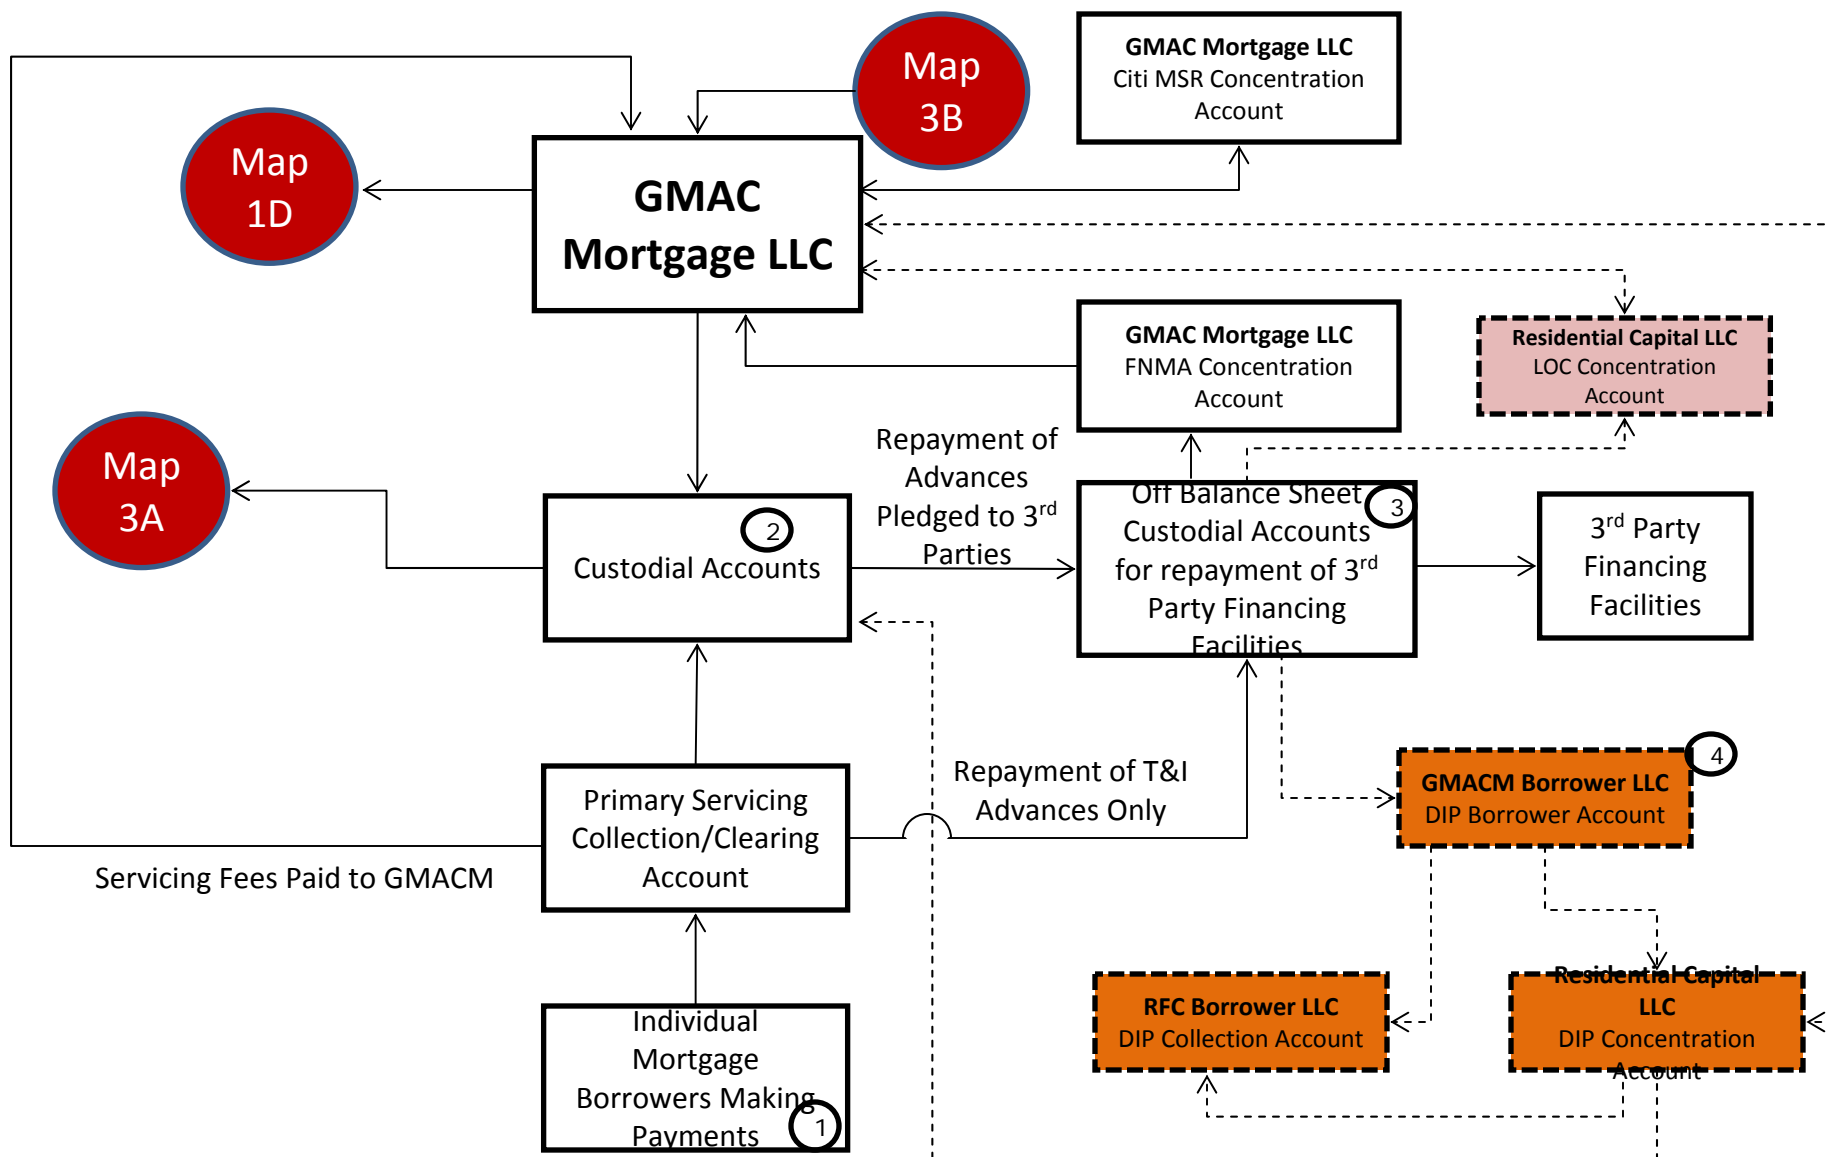 Map
3B
GMAC Mortgage LLC
Citi MSR Concentration
Account
Map
1D
GMAC
Mortgage LLC
GMAC Mortgage LLC
FNMA Concentration
Account
Residential Capital LLC
LOC Concentration
Account
Map
3A
Repayment of
Advances
Pledged to 3rd
Parties
2
Custodial Accounts
3
Off Balance Sheet
Custodial Accounts
for repayment of 3rd
Party Financing
Facilities
3rd Party
Financing
Facilities
Primary Servicing
Collection/Clearing
Account
Repayment of T&I
Advances Only
4
GMACM Borrower LLC
DIP Borrower Account
Servicing Fees Paid to GMACM
RFC Borrower LLC
DIP Collection Account
Residential Capital
LLC
DIP Concentration
Account
Individual
Mortgage
Borrowers Making
Payments
1